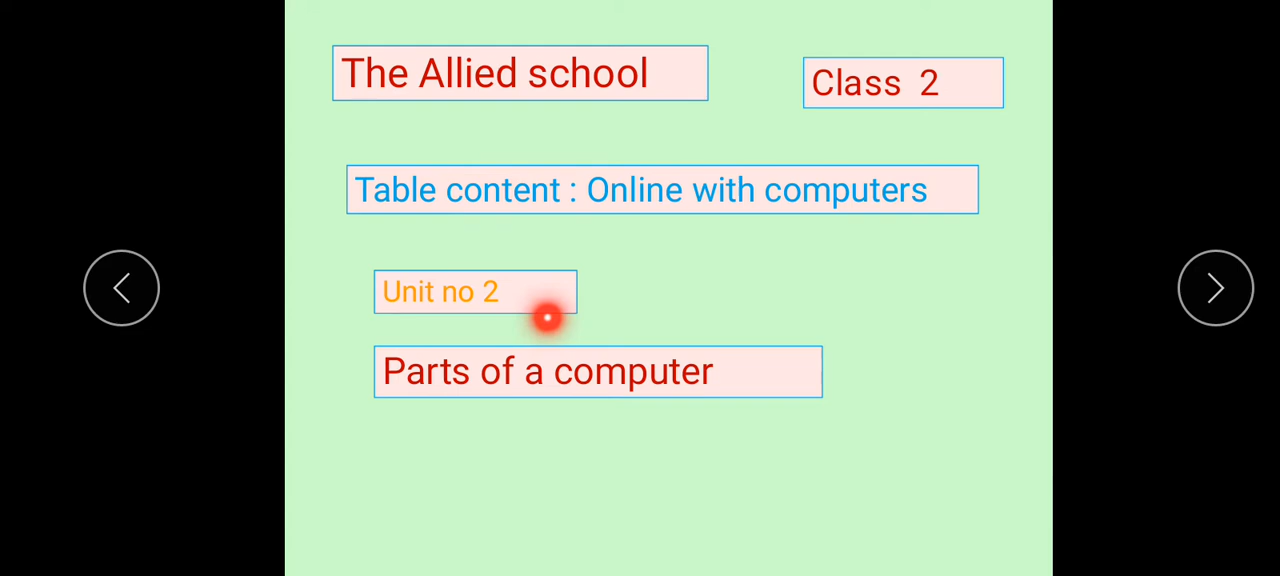 The Allied school
Class 2
Table content : Online with computers
Unit no 2
Parts of a computer